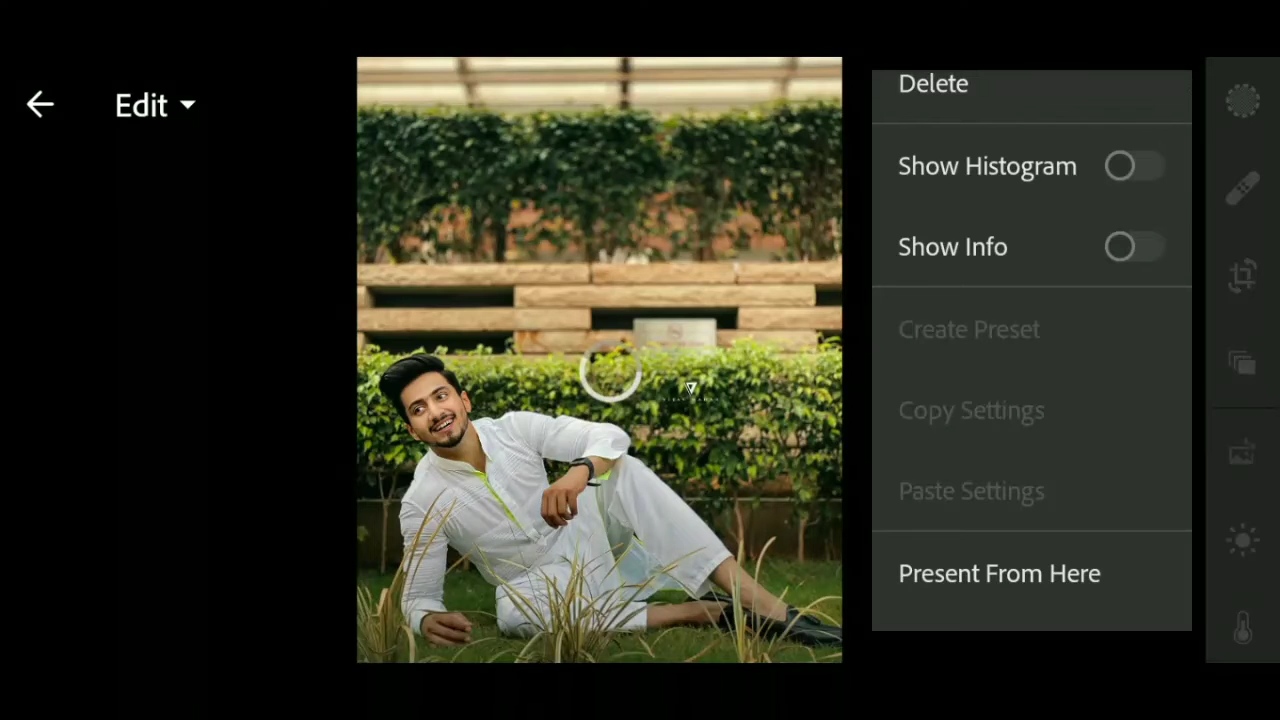 Edit
Delete
Show Histogram
Show Info
Create Preset
Copy Settings
Paste Settings
Present From Here